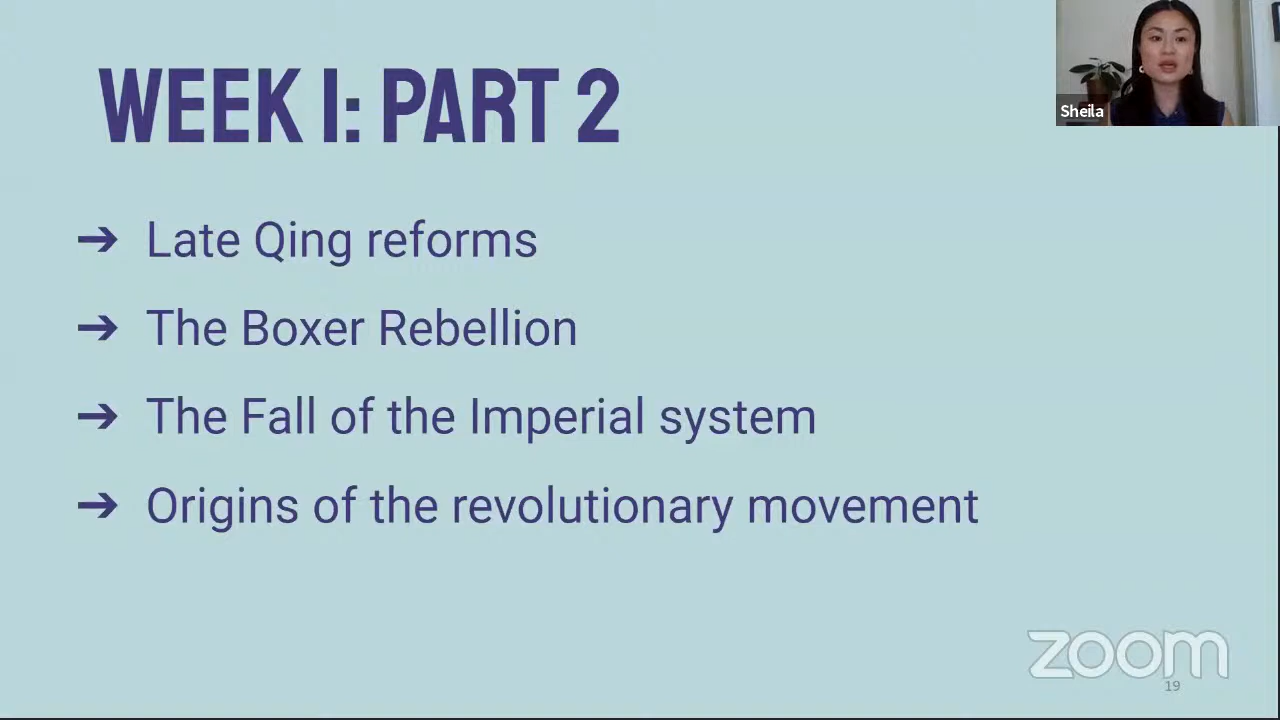 WEEK 1: PART 2
Sheila
➔ Late Qing reforms
➔ The Boxer Rebellion
➔ The Fall of the Imperial system
➔ Origins of the revolutionary movement
zoom
19